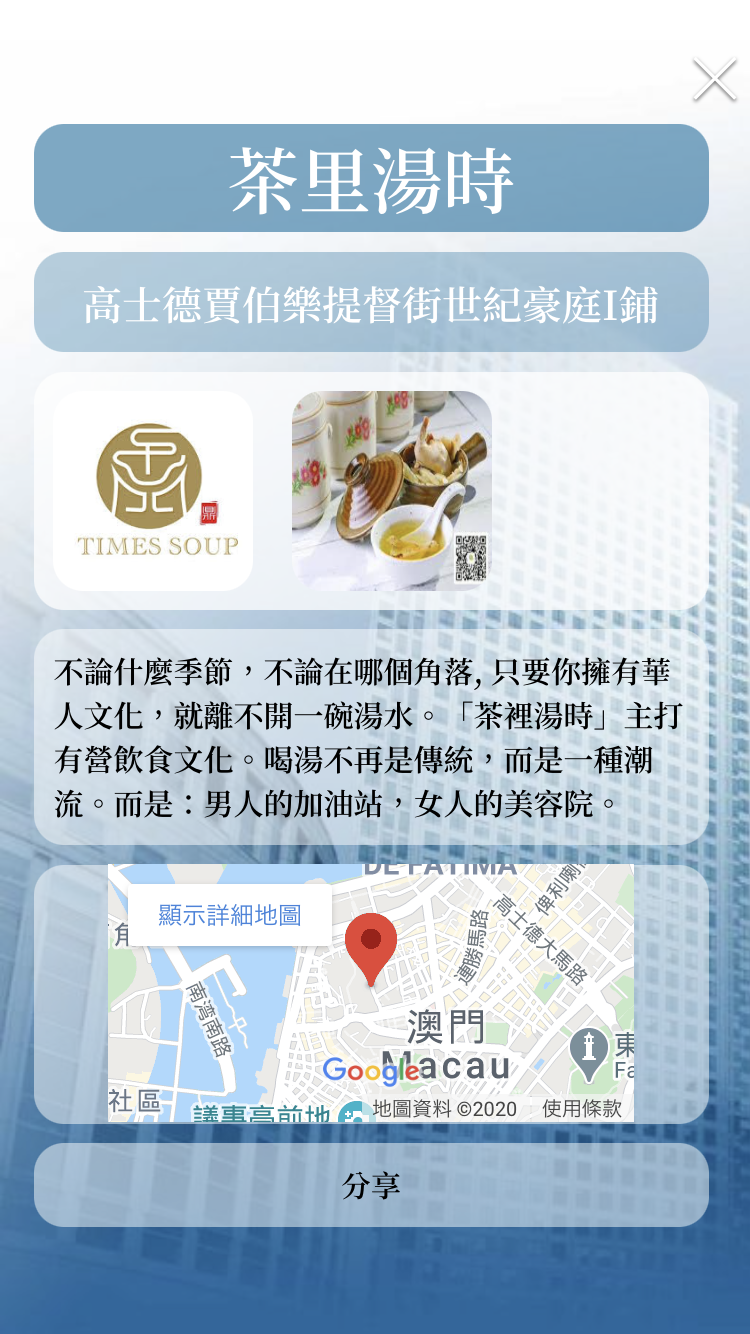 茶里湯時
高士德賈伯樂提督街世紀豪庭I鋪
鼎
TIMES SOUP
不論什麼季節，不論在哪個角落, 只要你擁有華
人文化，就離不開一碗湯水。「茶裡湯時」主打
有營飲食文化。喝湯不再是傳統，而是一種潮
流。而是：男人的加油站，女人的美容院。
DE FÁTIMA
顯示詳細地圖
角
俾利喇街
高士德大馬路
連勝馬路
南湾南路
澳門
Macau
Google
東
Fa
社區
議事亭前地
地圖資料 ©2020
使用條款
分享